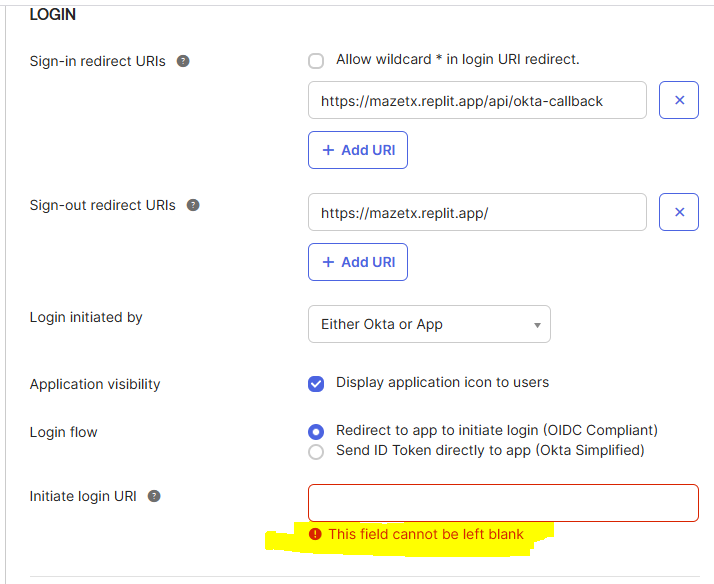 LOGIN
Sign-in redirect URIs ?
Allow wildcard * in login URI redirect.
https://mazetx.replit.app/api/okta-callback
+ Add URI
Sign-out redirect URIs ?
https://mazetx.replit.app/
+ Add URI
Login initiated by
Either Okta or App
Application visibility
Display application icon to users
Login flow
Redirect to app to initiate login (OIDC Compliant)
Send ID Token directly to app (Okta Simplified)
Initiate login URI ?
This field cannot be left blank